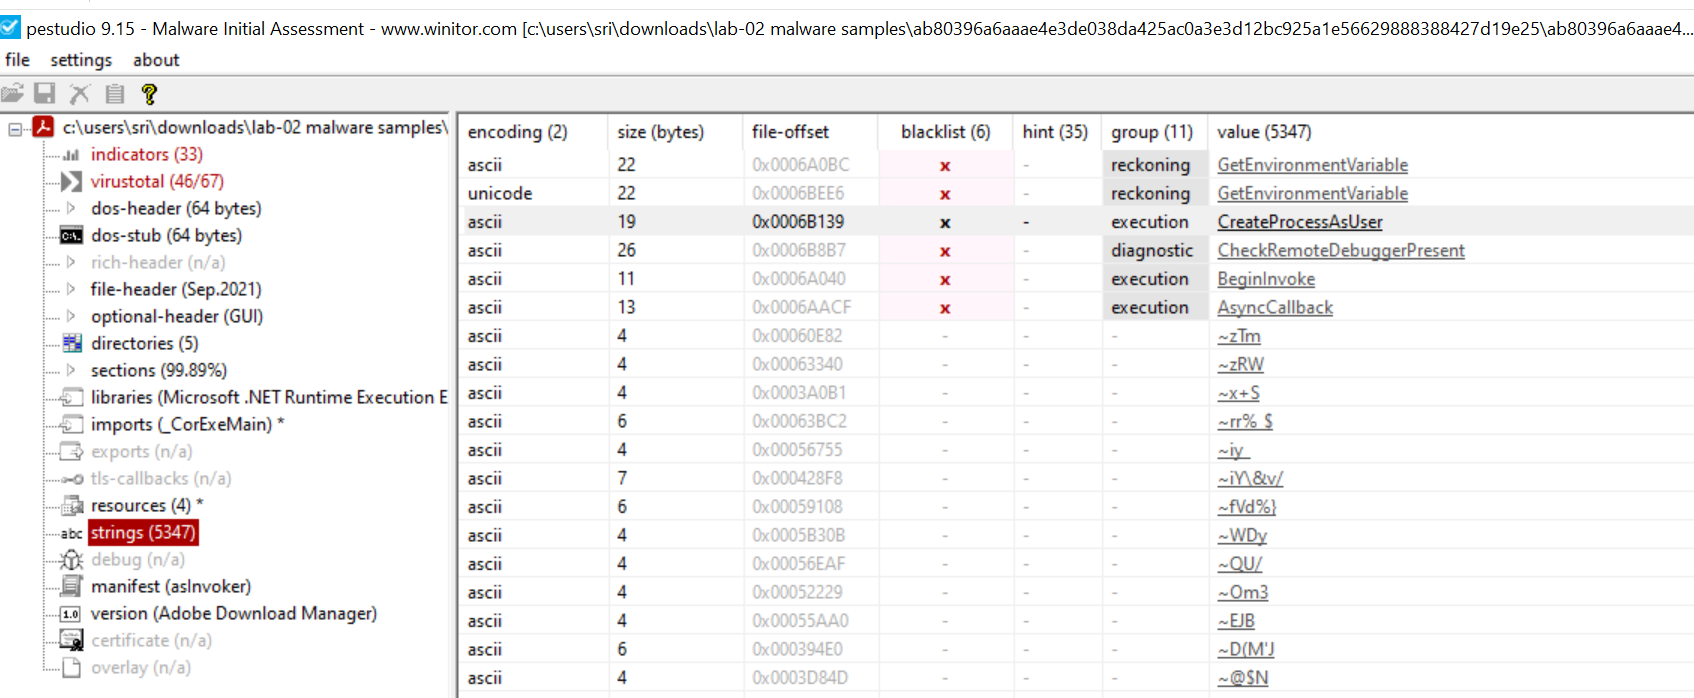 pestudio 9.15 - Malware Initial Assessment - www.winitor.com [c:\users\sri\downloads\lab-02 malware samples\ab80396a6aaae4e3de038da425ac0a3e3d12bc925a1e56629888388427d19e25\ab80396a6aaae4...
file settings about
c:\users\sri\downloads\lab-02 malware samples\
indicators (33)
virustotal (46/67)
dos-header (64 bytes)
dos-stub (64 bytes)
rich-header (n/a)
file-header (Sep.2021)
optional-header (GUI)
directories (5)
sections (99.89%)
libraries (Microsoft .NET Runtime Execution E
imports (_CorExeMain) *
exports (n/a)
tls-callbacks (n/a)
resources (4) *
abc strings (5347)
debug (n/a)
manifest (asInvoker)
1.0 version (Adobe Download Manager)
certificate (n/a)
overlay (n/a)
encoding (2) size (bytes) file-offset blacklist (6) hint (35) group (11) value (5347)
ascii 22 0x0006A0BC x - reckoning GetEnvironmentVariable
unicode 22 0x0006BEE6 x - reckoning GetEnvironmentVariable
ascii 19 0x0006B139 x - execution CreateProcessAsUser
ascii 26 0x0006B8B7 x - diagnostic CheckRemoteDebuggerPresent
ascii 11 0x0006A040 x - execution BeginInvoke
ascii 13 0x0006AACF x - execution AsyncCallback
ascii 4 0x00060E82 - - - ~zTm
ascii 4 0x00063340 - - - ~zRW
ascii 4 0x0003A0B1 - - - ~x+S
ascii 6 0x00063BC2 - - - ~rr%_$
ascii 4 0x00056755 - - - ~iy_
ascii 7 0x000428F8 - - - ~iY\&v/
ascii 6 0x00059108 - - - ~fVd%}
ascii 4 0x0005B30B - - - ~WDy
ascii 4 0x00056EAF - - - ~QU/
ascii 4 0x00052229 - - - ~Om3
ascii 4 0x00055AA0 - - - ~EJB
ascii 6 0x000394E0 - - - ~D(M'J
ascii 4 0x0003D84D - - - ~@$N